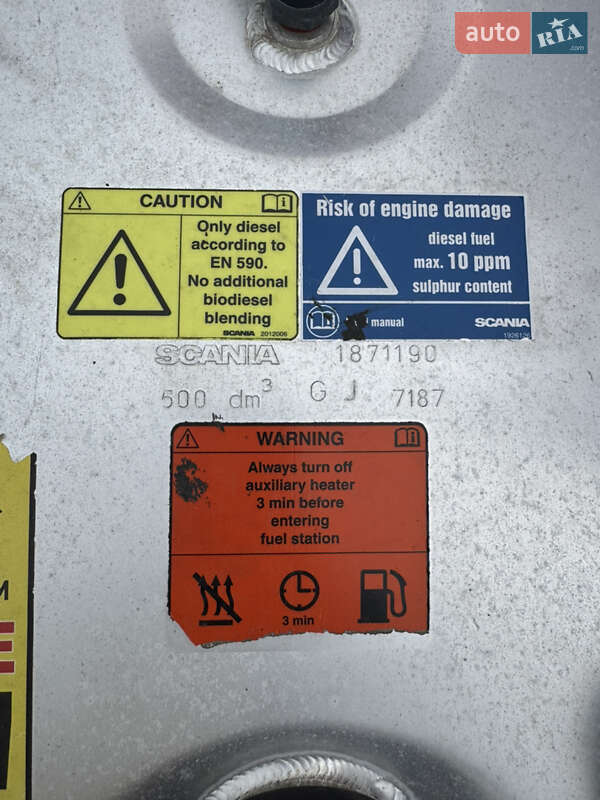 auto RIA .com
CAUTION
Only diesel
according to
EN 590.
No additional
biodiesel
blending
SCANIA 2012006
Risk of engine damage
diesel fuel
max. 10 ppm
sulphur content
manual SCANIA
1926126
SCANIA 1871190
500 dm³ G J 7187
WARNING
Always turn off
auxiliary heater
3 min before
entering
fuel station
3 min
M